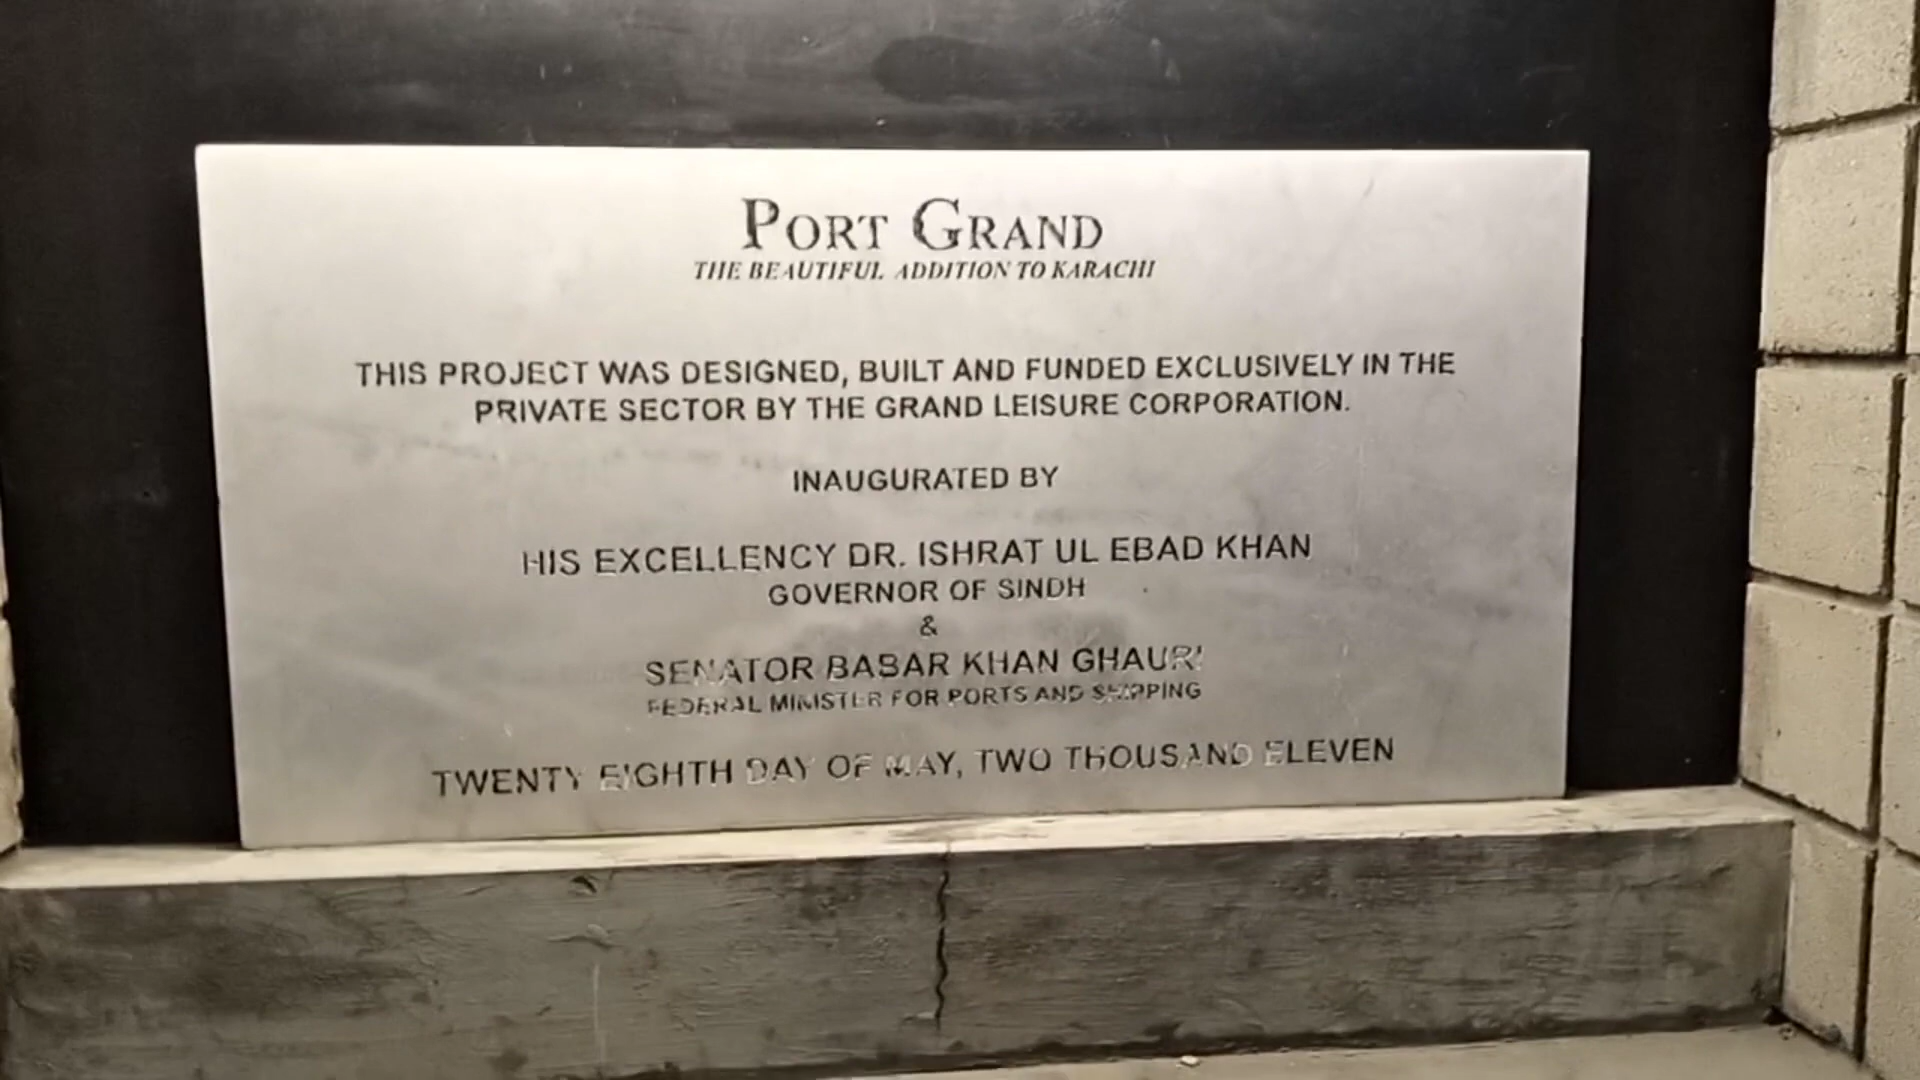 PORT GRAND
THE BEAUTIFUL ADDITION TO KARACHI
THIS PROJECT WAS DESIGNED, BUILT AND FUNDED EXCLUSIVELY IN THE
PRIVATE SECTOR BY THE GRAND LEISURE CORPORATION.
INAUGURATED BY
HIS EXCELLENCY DR. ISHRAT UL EBAD KHAN
GOVERNOR OF SINDH
&
SENATOR BABAR KHAN GHAURI
FEDERAL MINISTER FOR PORTS AND SHIPPING
TWENTY EIGHTH DAY OF MAY, TWO THOUSAND ELEVEN